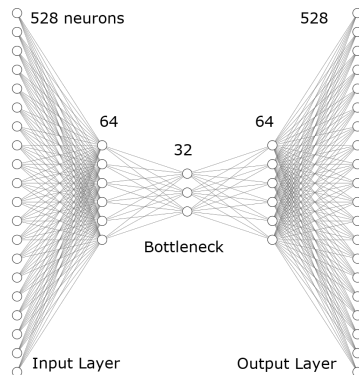 528 neurons
528
64
64
32
Bottleneck
Input Layer
Output Layer